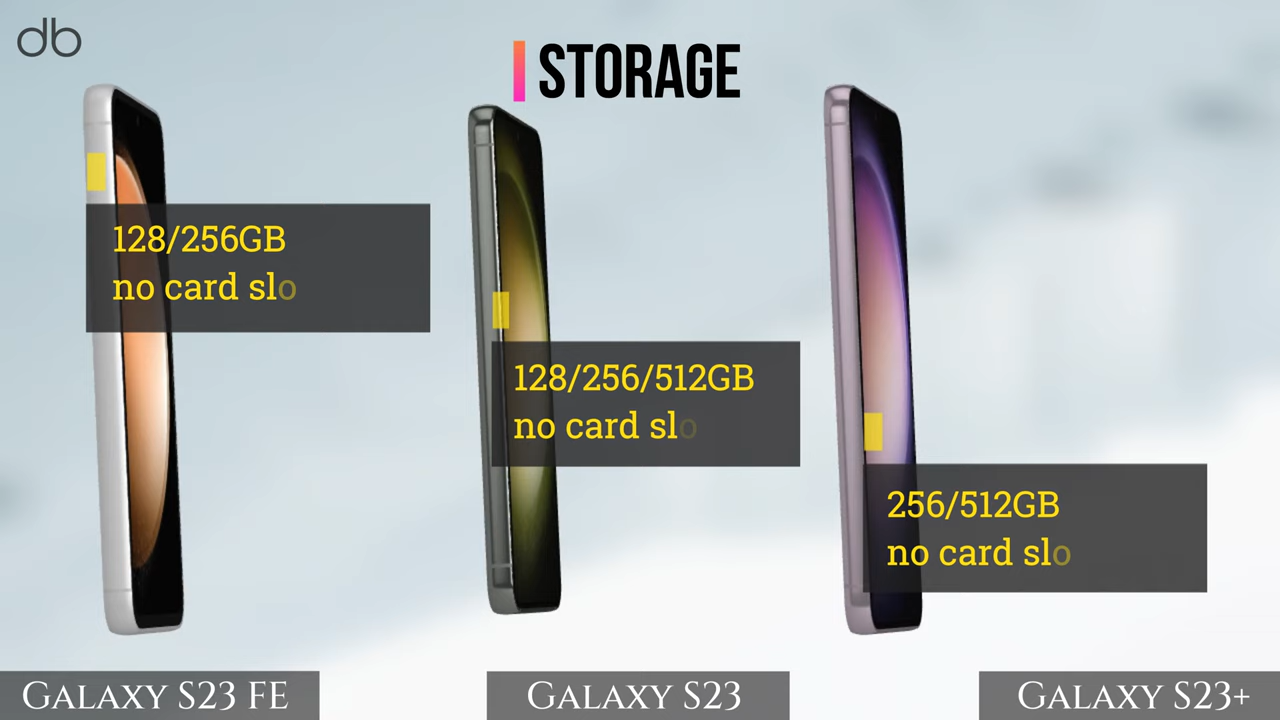 db
STORAGE
128/256GB
no card slo
128/256/512GB
no card slo
256/512GB
no card slo
GALAXY S23 FE
GALAXY S23
GALAXY S23+